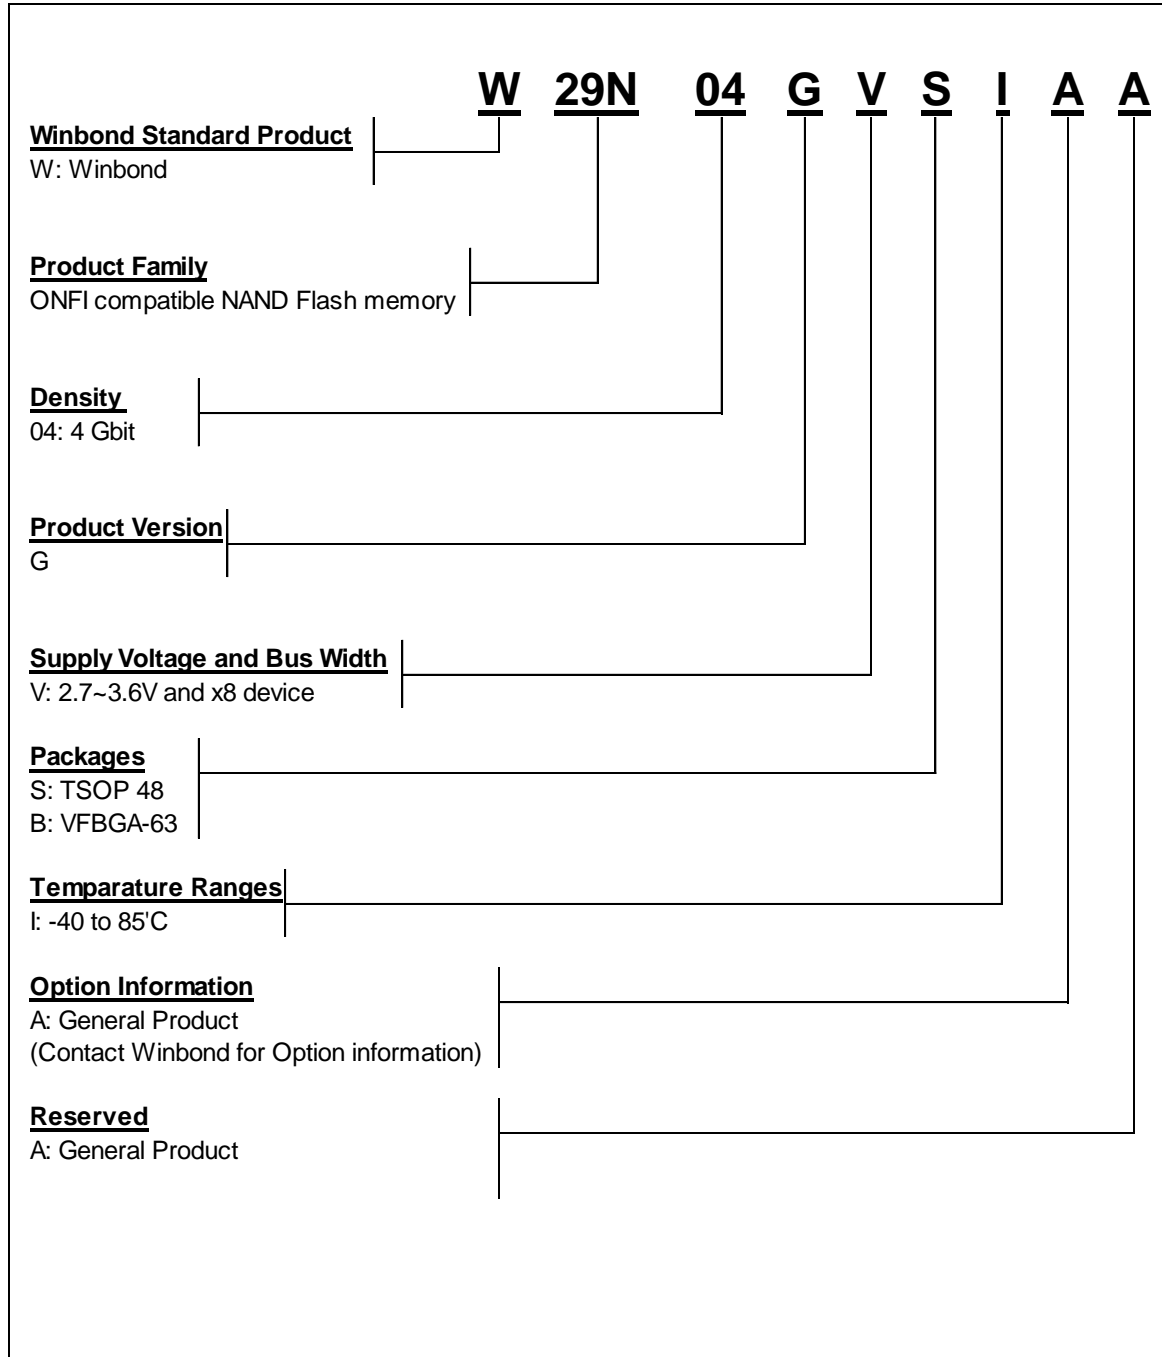 W 29N 04 G V S I A A
Winbond Standard Product
W: Winbond
Product Family
ONFI compatible NAND Flash memory
Density
04: 4 Gbit
Product Version
G
Supply Voltage and Bus Width
V: 2.7~3.6V and x8 device
Packages
S: TSOP 48
B: VFBGA-63
Temparature Ranges
I: -40 to 85'C
Option Information
A: General Product
(Contact Winbond for Option information)
Reserved
A: General Product